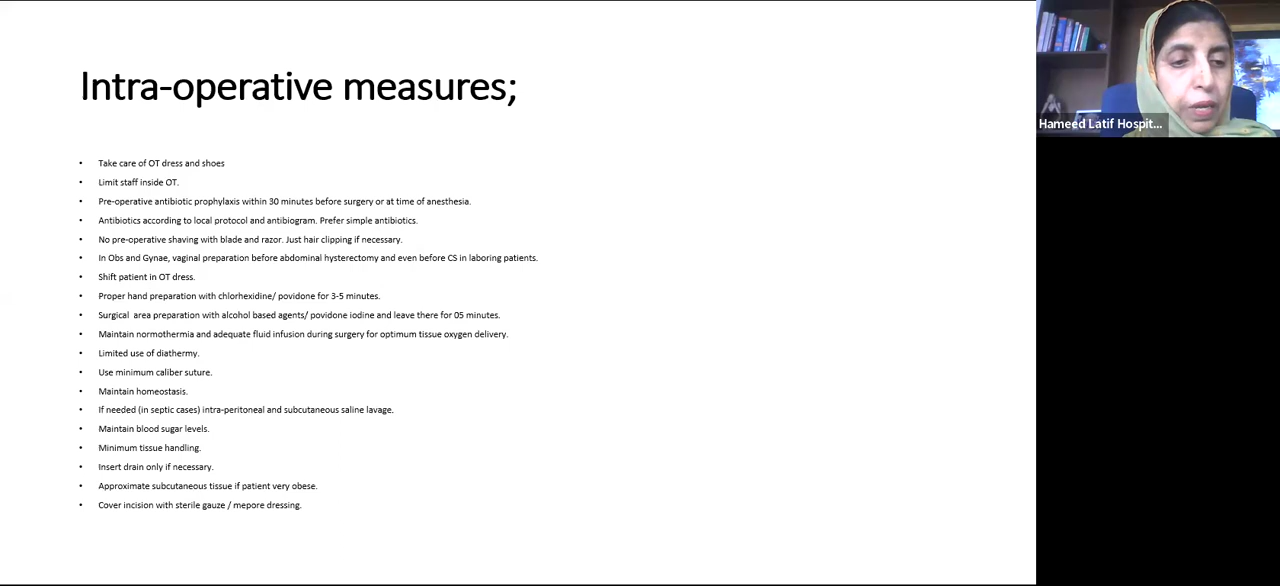 Intra-operative measures;
• Take care of OT dress and shoes
• Limit staff inside OT.
• Pre-operative antibiotic prophylaxis within 30 minutes before surgery or at time of anesthesia.
• Antibiotics according to local protocol and antibiogram. Prefer simple antibiotics.
• No pre-operative shaving with blade and razor. Just hair clipping if necessary.
• In Obs and Gynae, vaginal preparation before abdominal hysterectomy and even before CS in laboring patients.
• Shift patient in OT dress.
• Proper hand preparation with chlorhexidine/ povidone for 3-5 minutes.
• Surgical area preparation with alcohol based agents/ povidone iodine and leave there for 05 minutes.
• Maintain normothermia and adequate fluid infusion during surgery for optimum tissue oxygen delivery.
• Limited use of diathermy.
• Use minimum caliber suture.
• Maintain homeostasis.
• If needed (in septic cases) intra-peritoneal and subcutaneous saline lavage.
• Maintain blood sugar levels.
• Minimum tissue handling.
• Insert drain only if necessary.
• Approximate subcutaneous tissue if patient very obese.
• Cover incision with sterile gauze / mepore dressing.
Hameed Latif Hospit...